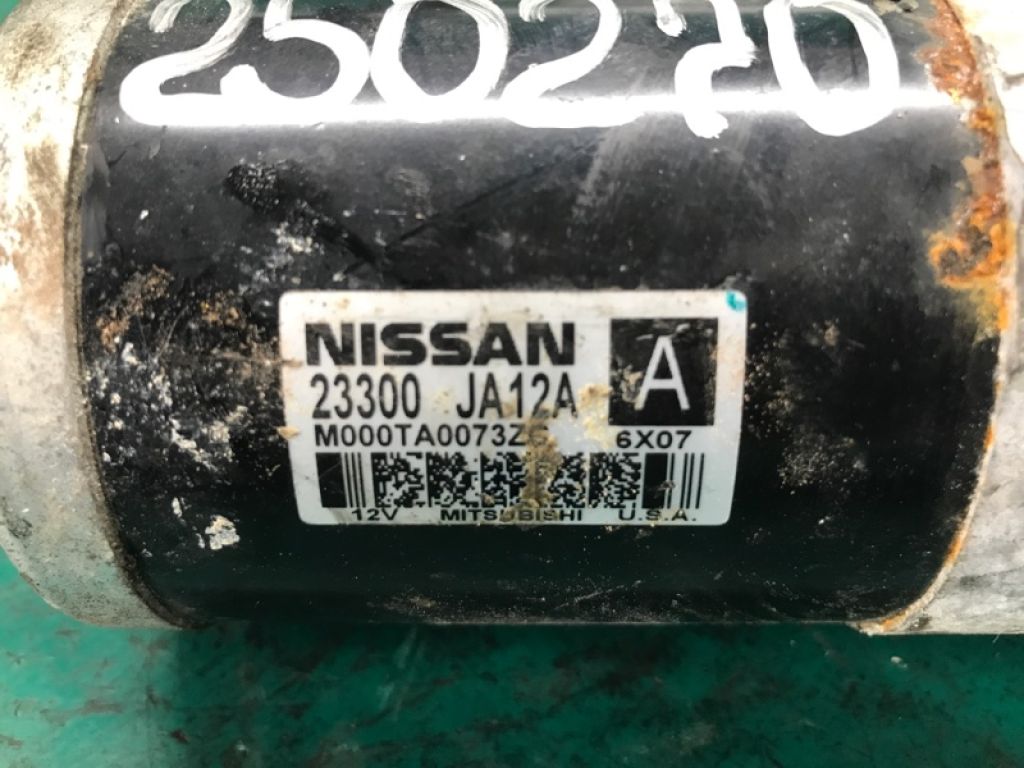 250270
NISSAN A
23300 JA12A
6X07
12V MITSUBISHI U.S.A.